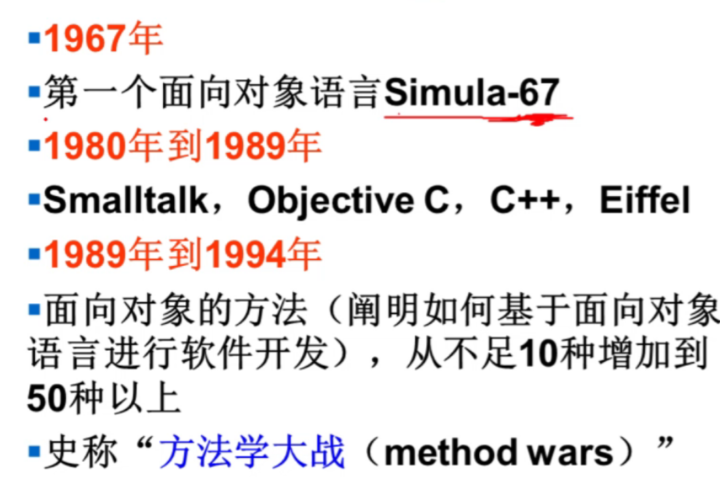 ▪1967年
▪第一个面向对象语言Simula-67
▪1980年到1989年
▪Smalltalk，Objective C，C++，Eiffel
▪1989年到1994年
▪面向对象的方法（阐明如何基于面向对象
语言进行软件开发），从不足10种增加到
50种以上
▪史称“方法学大战（method wars）”